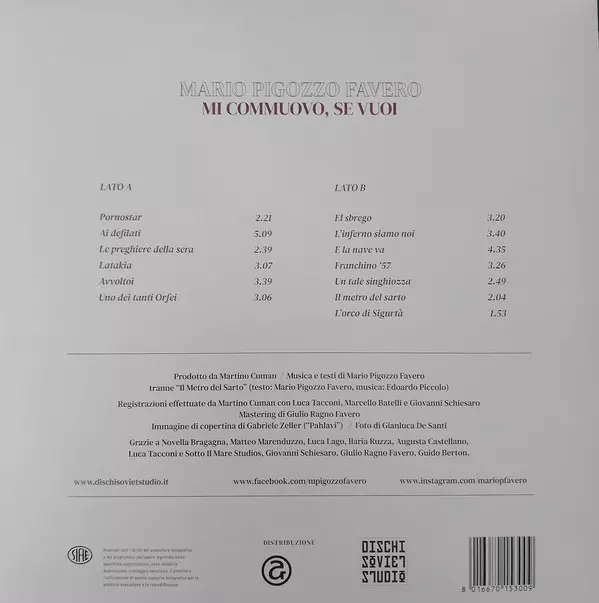 MARIO PIGOZZO FAVERO
MI COMMUOVO, SE VUOI
LATO A
Pornostar 2.21
Ai defilati 5.09
Le preghiere della sera 2.39
Latakia 3.07
Avvoltoi 3.39
Uno dei tanti Orfei 3.06
LATO B
El sbrego 3.20
L'inferno siamo noi 3.40
E la nave va 4.35
Franchino '57 3.26
Un tale singhiozza 2.49
Il metro del sarto 2.04
L'orco di Sigurtà 1.53
Prodotto da Martino Cuman / Musica e testi di Mario Pigozzo Favero
tranne "Il Metro del Sarto" (testo: Mario Pigozzo Favero, musica: Edoardo Piccolo)
Registrazioni effettuate da Martino Cuman con Luca Tacconi, Marcello Batelli e Giovanni Schiesaro
Mastering di Giulio Ragno Favero
Immagine di copertina di Gabriele Zeller ("Pahlavi") / Foto di Gianluca De Santi
Grazie a Novella Bragagna, Matteo Marenduzzo, Luca Lago, Ilaria Ruzza, Augusta Castellano,
Luca Tacconi e Sotto Il Mare Studios, Giovanni Schiesaro, Giulio Ragno Favero, Guido Berton.
www.dischisovietstudio.it
www.facebook.com/mpigozzofavero
www.instagram.com/mariopfavero
SIAE
DISTRIBUZIONE
DISCHI
SOVIET
STUDIO
8 016670 153009